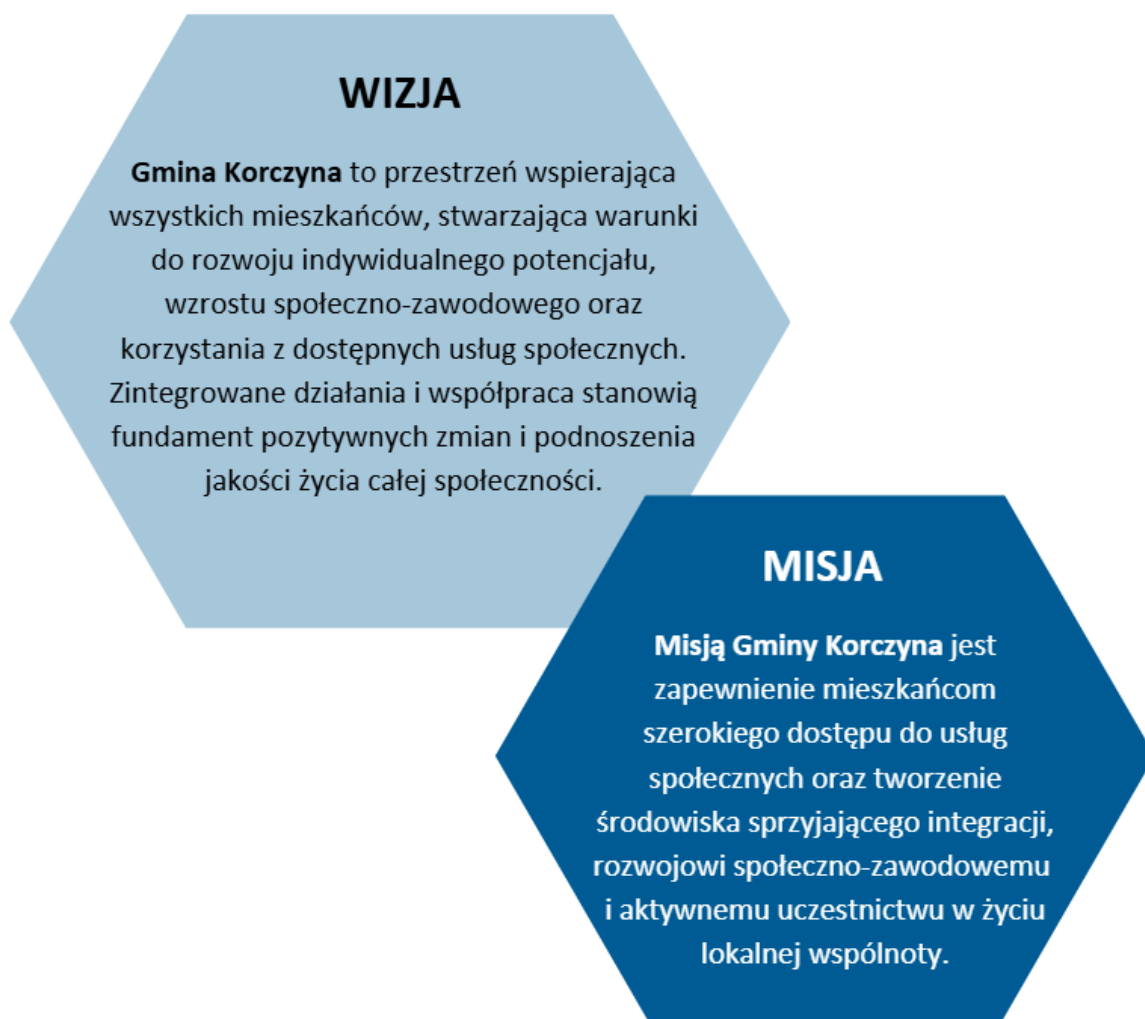 WIZJA
Gmina Korczyna to przestrzeń wspierająca
wszystkich mieszkańców, stwarzająca warunki
do rozwoju indywidualnego potencjału,
wzrostu społeczno-zawodowego oraz
korzystania z dostępnych usług społecznych.
Zintegrowane działania i współpraca stanowią
fundament pozytywnych zmian i podnoszenia
jakości życia całej społeczności.
MISJA
Misją Gminy Korczyna jest
zapewnienie mieszkańcom
szerokiego dostępu do usług
społecznych oraz tworzenie
środowiska sprzyjającego integracji,
rozwojowi społeczno-zawodowemu
i aktywnemu uczestnictwu w życiu
lokalnej wspólnoty.